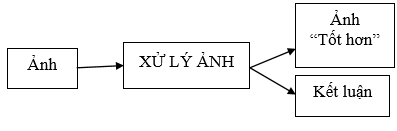 Ảnh
XỬ LÝ ẢNH
Ảnh
“Tốt hơn”
Kết luận